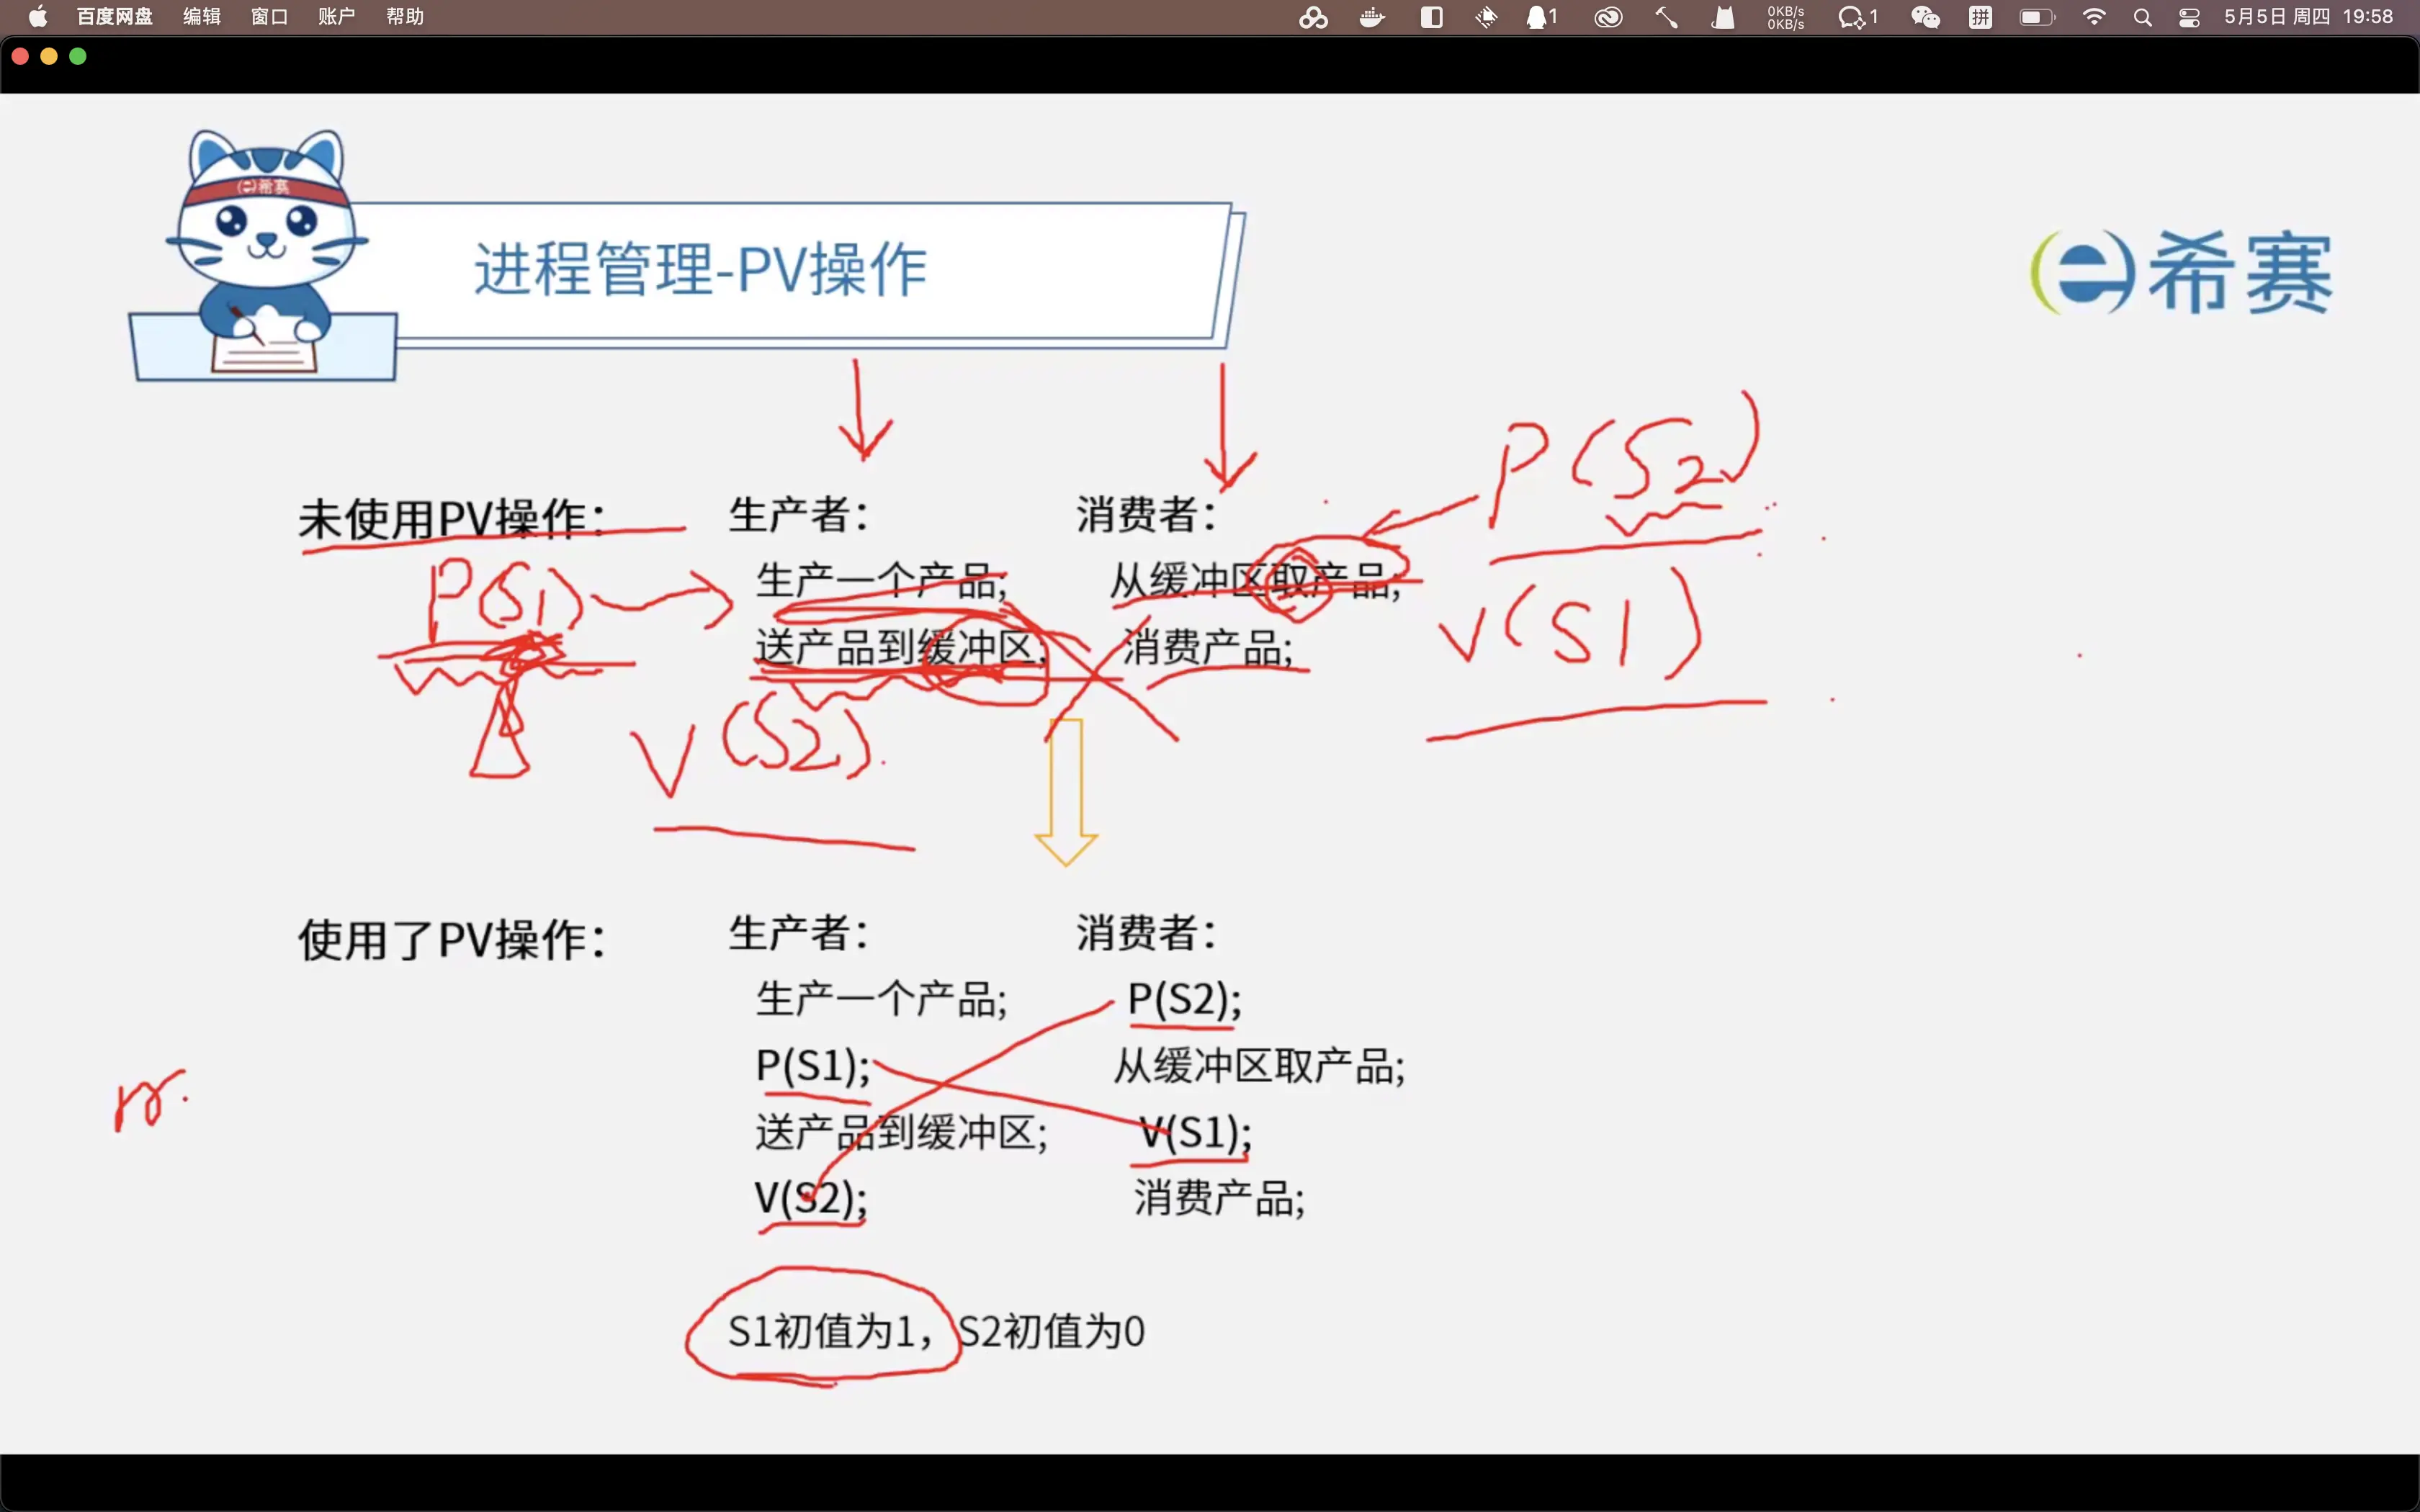 百度网盘 编辑 窗口 账户 帮助 1 0KB/s 0KB/s 1 拼 5月5日 周四 19:58
e希赛
进程管理-PV操作
e希赛
P(S2)
未使用PV操作： 生产者： 消费者：
P(S1) 生产一个产品; 从缓冲区取产品;
送产品到缓冲区; 消费产品; V(S1)
V(S2)
使用了PV操作： 生产者： 消费者：
生产一个产品; P(S2);
P(S1); 从缓冲区取产品;
送产品到缓冲区; V(S1);
V(S2); 消费产品;
S1初值为1，S2初值为0